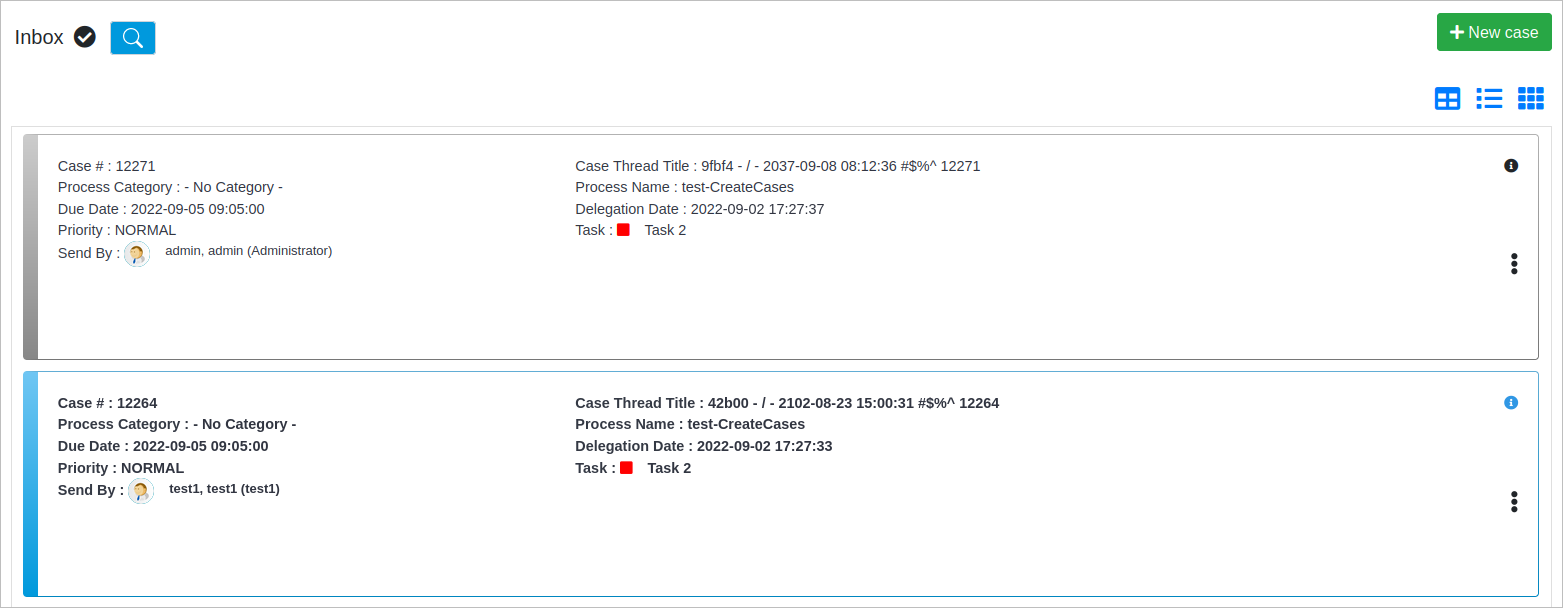 Inbox
New case
Case # : 12271
Process Category : - No Category -
Due Date : 2022-09-05 09:05:00
Priority : NORMAL
Send By : admin, admin (Administrator)
Case Thread Title : 9fbf4 - / - 2037-09-08 08:12:36 #$%^ 12271
Process Name : test-CreateCases
Delegation Date : 2022-09-02 17:27:37
Task : Task 2
Case # : 12264
Process Category : - No Category -
Due Date : 2022-09-05 09:05:00
Priority : NORMAL
Send By : test1, test1 (test1)
Case Thread Title : 42b00 - / - 2102-08-23 15:00:31 #$%^ 12264
Process Name : test-CreateCases
Delegation Date : 2022-09-02 17:27:33
Task : Task 2